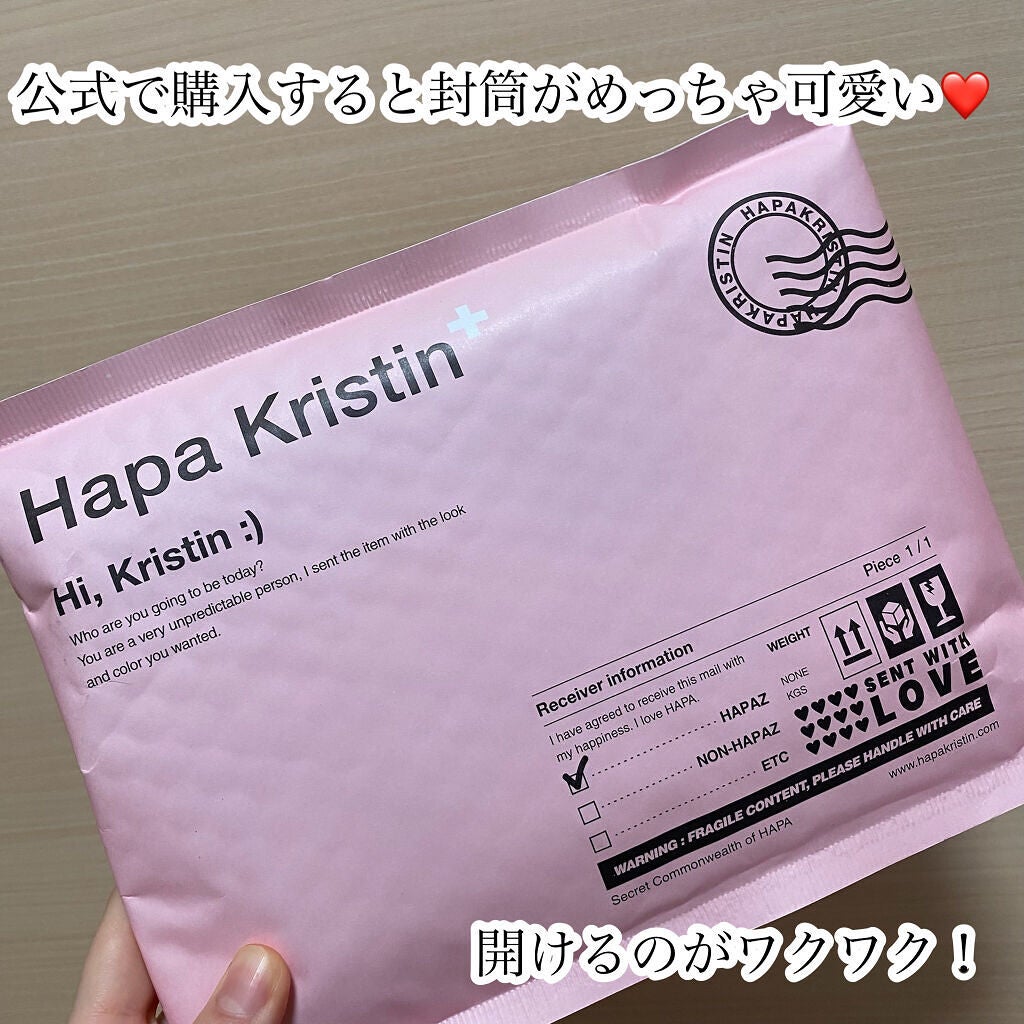 公式で購入すると封筒がめっちゃ可愛い❤️
HAPAKRISTIN HAPAKRISTIN
Hapa Kristin+
Hi, Kristin :)
Who are you going to be today?
You are a very unpredictable person, I sent the item with the look
and color you wanted.
Piece 1 / 1
Receiver information
WEIGHT
I have agreed to receive this mail with
my happiness. I love HAPA.
NONE
KGS
HAPAZ
NON-HAPAZ
ETC
SENT WITH
LOVE
WARNING : FRAGILE CONTENT, PLEASE HANDLE WITH CARE
Secret Commonwealth of HAPA
www.hapakristin.com
開けるのがワクワク！